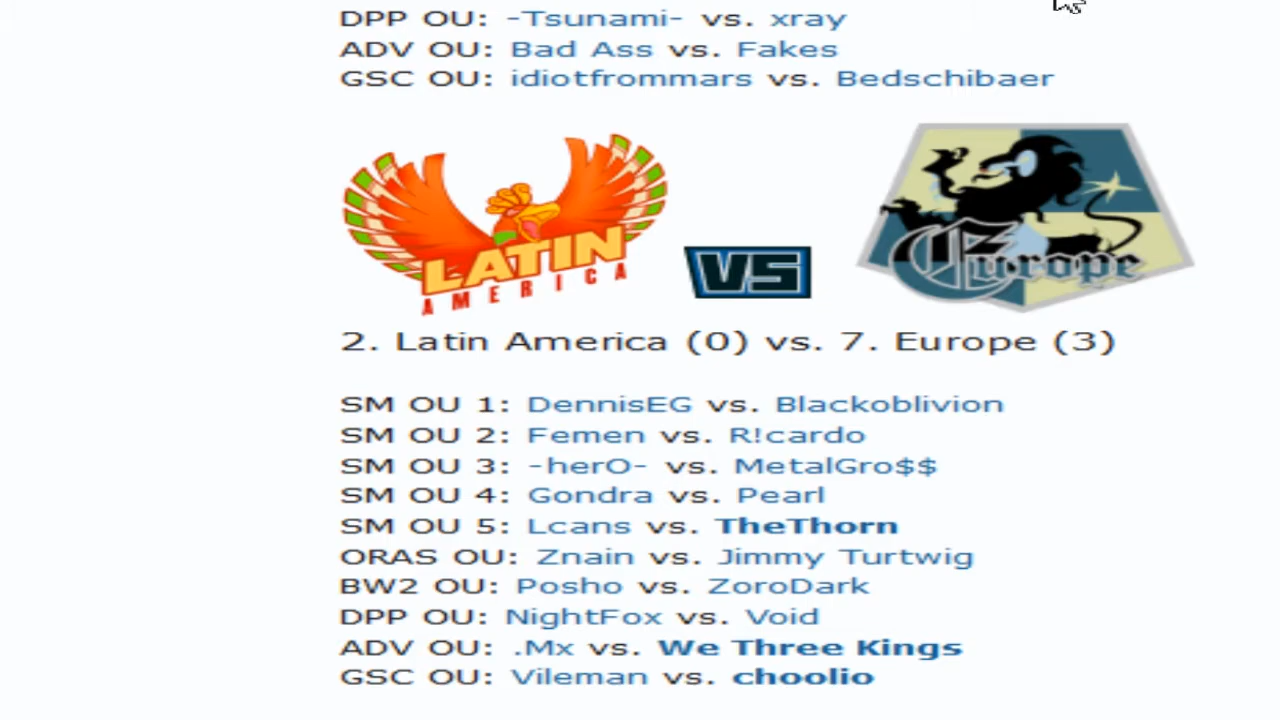 DPP OU: -Tsunami- vs. xray
ADV OU: Bad Ass vs. Fakes
GSC OU: idiotfrommars vs. Bedschibaer
LATIN
AMERICA
VS
Europe
2. Latin America (0) vs. 7. Europe (3)
SM OU 1: DennisEG vs. Blackoblivion
SM OU 2: Femen vs. R!cardo
SM OU 3: -herO- vs. MetalGro$$
SM OU 4: Gondra vs. Pearl
SM OU 5: Lcans vs. TheThorn
ORAS OU: Znain vs. Jimmy Turtwig
BW2 OU: Posho vs. ZoroDark
DPP OU: NightFox vs. Void
ADV OU: .Mx vs. We Three Kings
GSC OU: Vileman vs. choolio